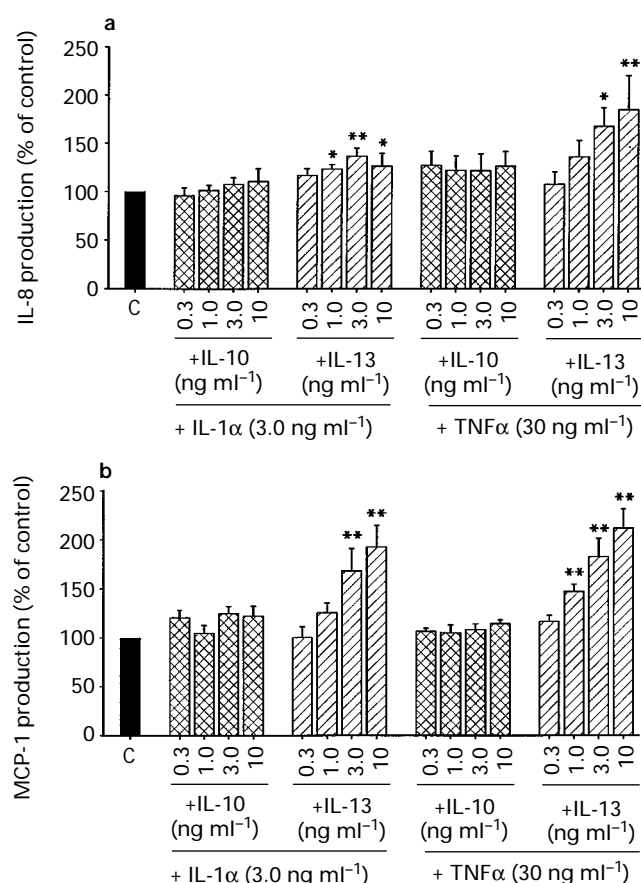 a
IL-8 production (% of control)
250
200
150
100
50
0
* ** * * **
C 0.3 1.0 3.0 10 0.3 1.0 3.0 10 0.3 1.0 3.0 10 0.3 1.0 3.0 10
+IL-10 +IL-13 +IL-10 +IL-13
(ng ml⁻¹) (ng ml⁻¹) (ng ml⁻¹) (ng ml⁻¹)
+ IL-1α (3.0 ng ml⁻¹) + TNFα (30 ng ml⁻¹)
b
MCP-1 production (% of control)
250
200
150
100
50
0
** ** ** ** **
C 0.3 1.0 3.0 10 0.3 1.0 3.0 10 0.3 1.0 3.0 10 0.3 1.0 3.0 10
+IL-10 +IL-13 +IL-10 +IL-13
(ng ml⁻¹) (ng ml⁻¹) (ng ml⁻¹) (ng ml⁻¹)
+ IL-1α (3.0 ng ml⁻¹) + TNFα (30 ng ml⁻¹)